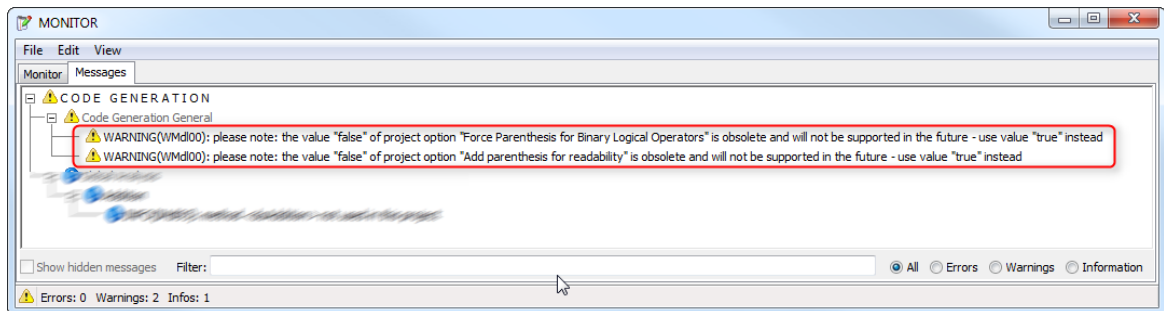 MONITOR
File Edit View
Monitor Messages
CODE GENERATION
Code Generation General
WARNING(WMdl00): please note: the value "false" of project option "Force Parenthesis for Binary Logical Operators" is obsolete and will not be supported in the future - use value "true" instead
WARNING(WMdl00): please note: the value "false" of project option "Add parenthesis for readability" is obsolete and will not be supported in the future - use value "true" instead
Show hidden messages Filter: All Errors Warnings Information
Errors: 0 Warnings: 2 Infos: 1